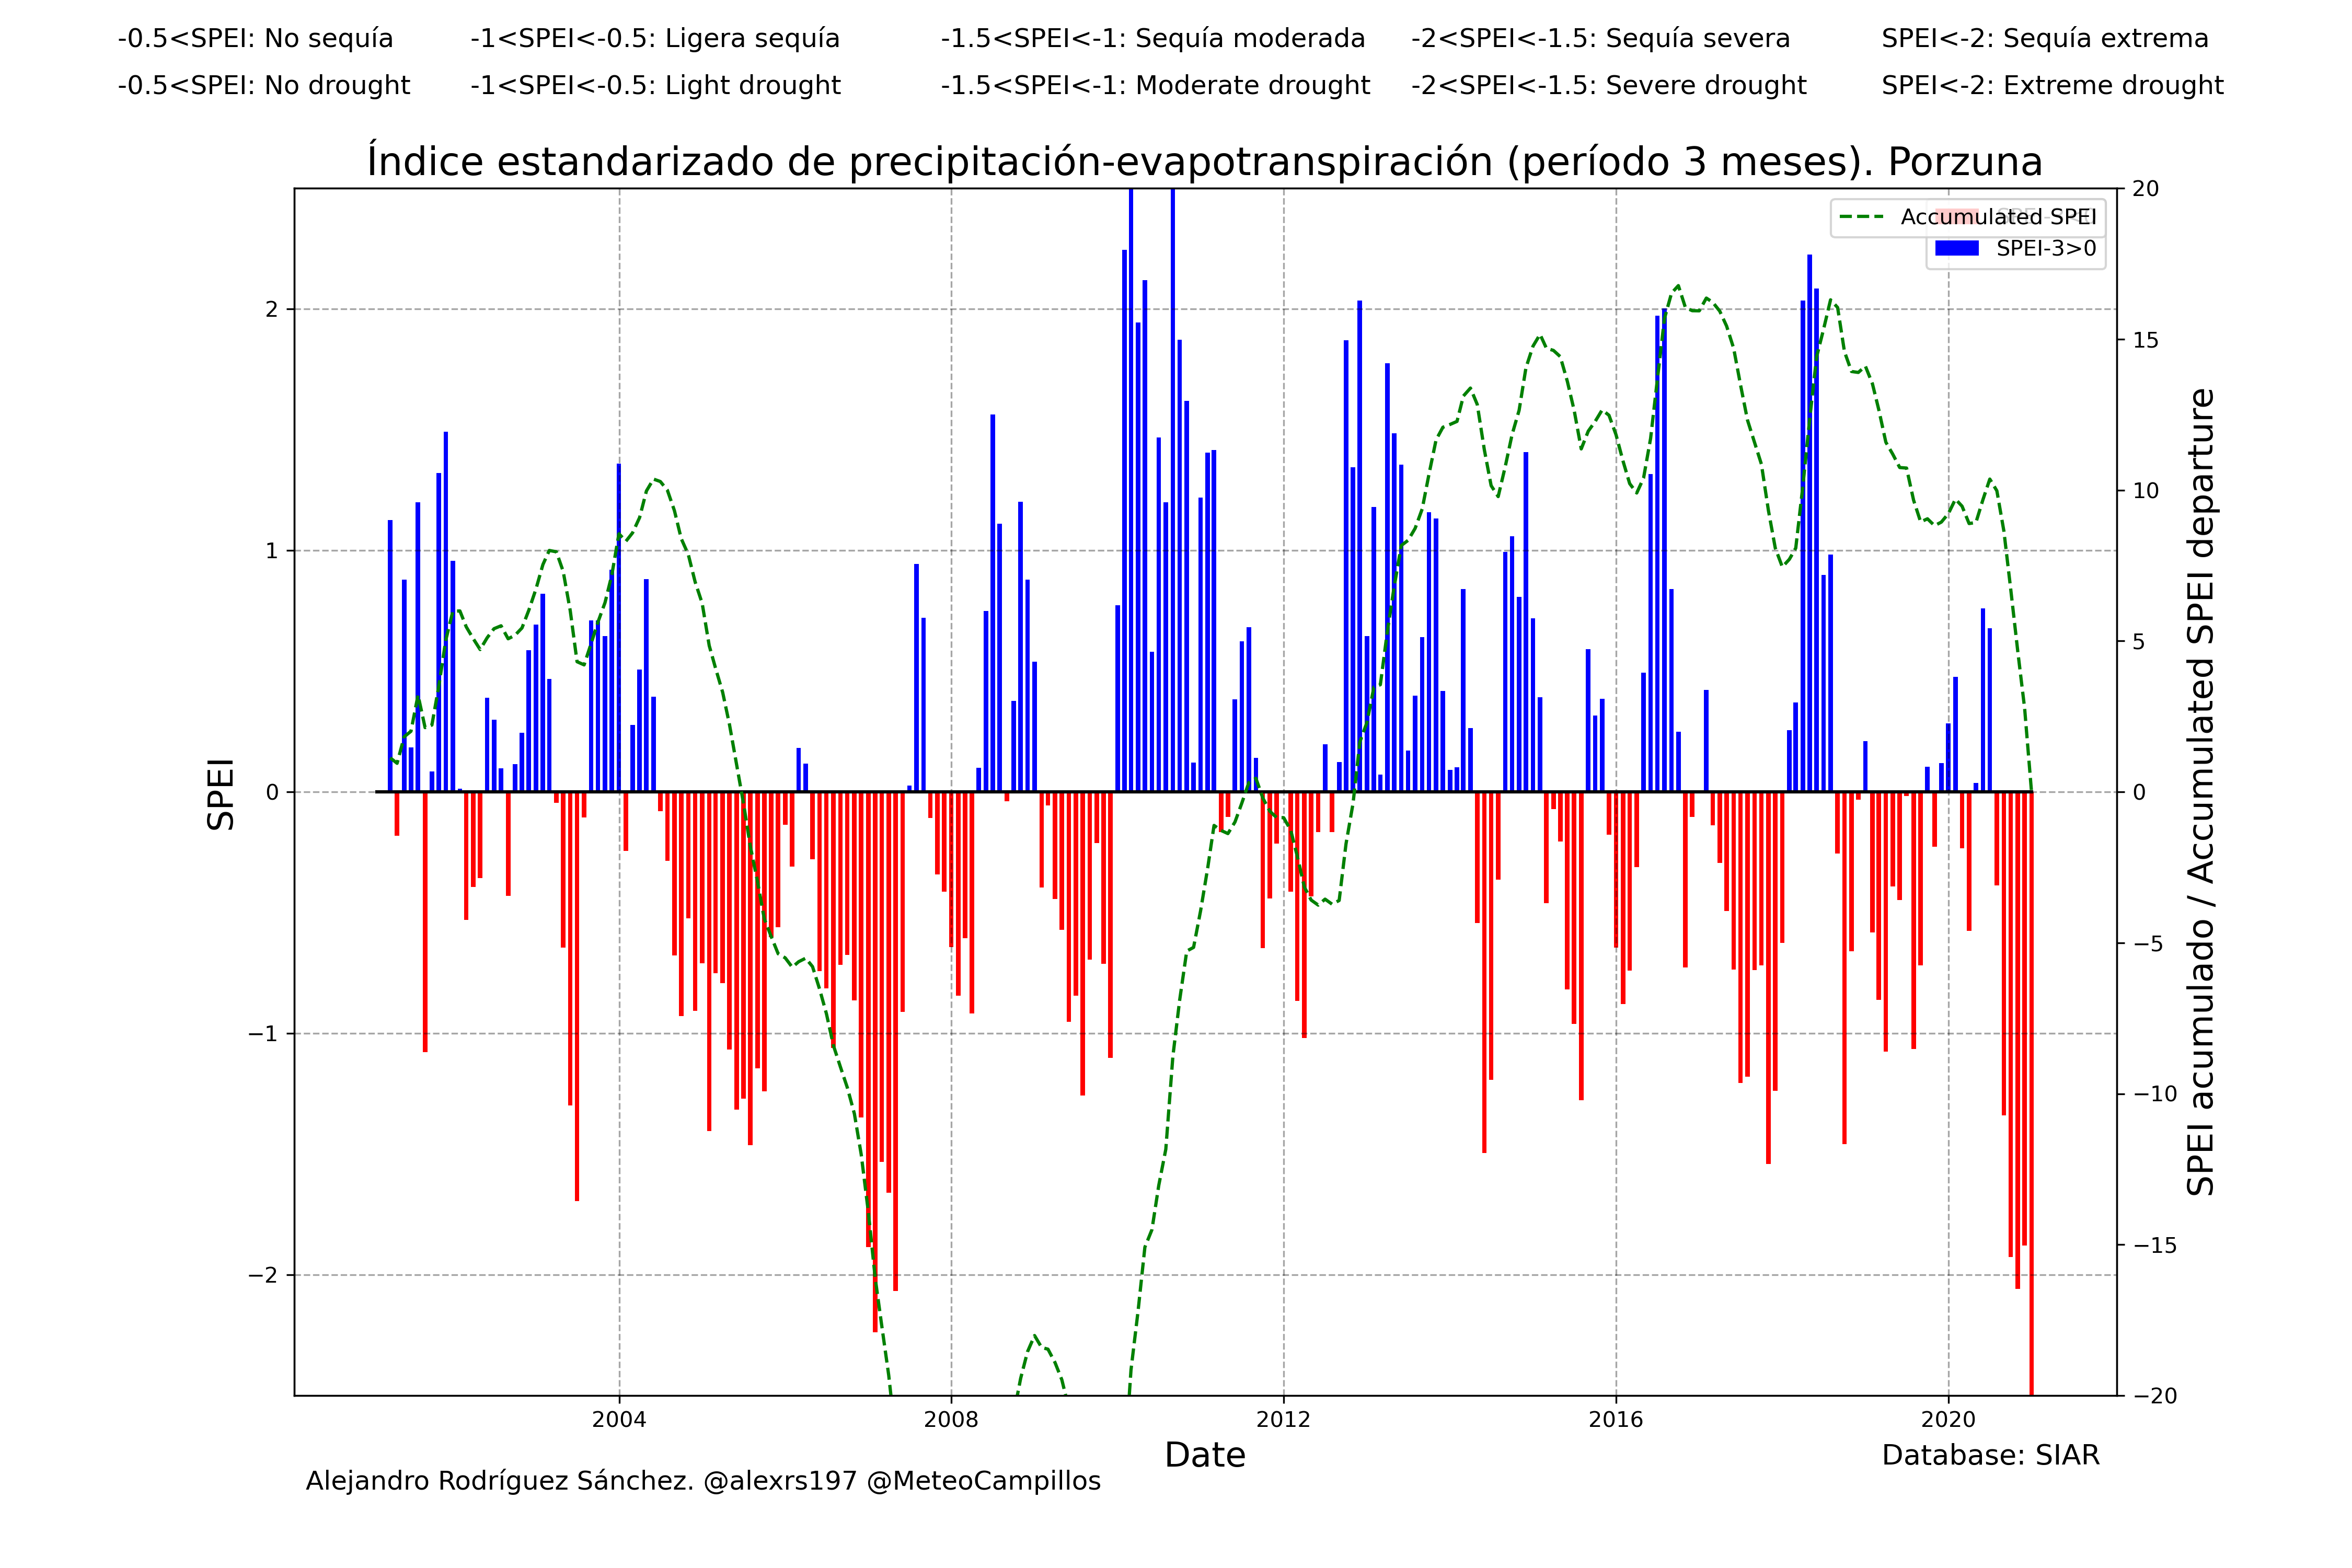 -0.5<SPEI: No sequía -1<SPEI<-0.5: Ligera sequía -1.5<SPEI<-1: Sequía moderada -2<SPEI<-1.5: Sequía severa SPEI<-2: Sequía extrema
-0.5<SPEI: No drought -1<SPEI<-0.5: Light drought -1.5<SPEI<-1: Moderate drought -2<SPEI<-1.5: Severe drought SPEI<-2: Extreme drought
Índice estandarizado de precipitación-evapotranspiración (período 3 meses). Porzuna
Accumulated SPEI
SPEI-3>0
SPEI
2
1
0
−1
−2
20
15
10
5
0
−5
−10
−15
−20
SPEI acumulado / Accumulated SPEI departure
2004 2008 2012 2016 2020
Date
Database: SIAR
Alejandro Rodríguez Sánchez. @alexrs197 @MeteoCampillos